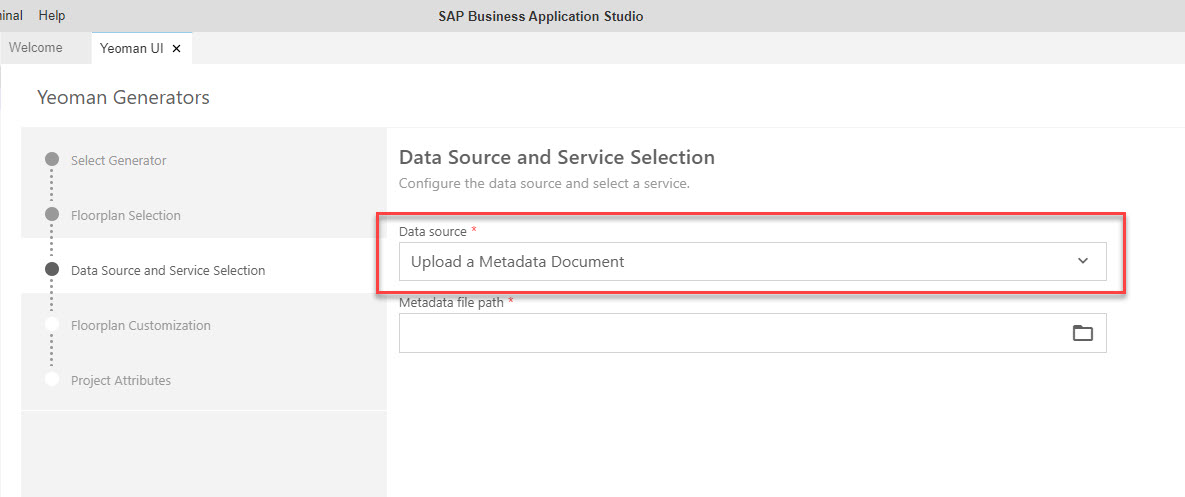 Help
SAP Business Application Studio
Welcome
Yeoman UI
Yeoman Generators
Select Generator
Floorplan Selection
Data Source and Service Selection
Floorplan Customization
Project Attributes
Data Source and Service Selection
Configure the data source and select a service.
Data source *
Upload a Metadata Document
Metadata file path *